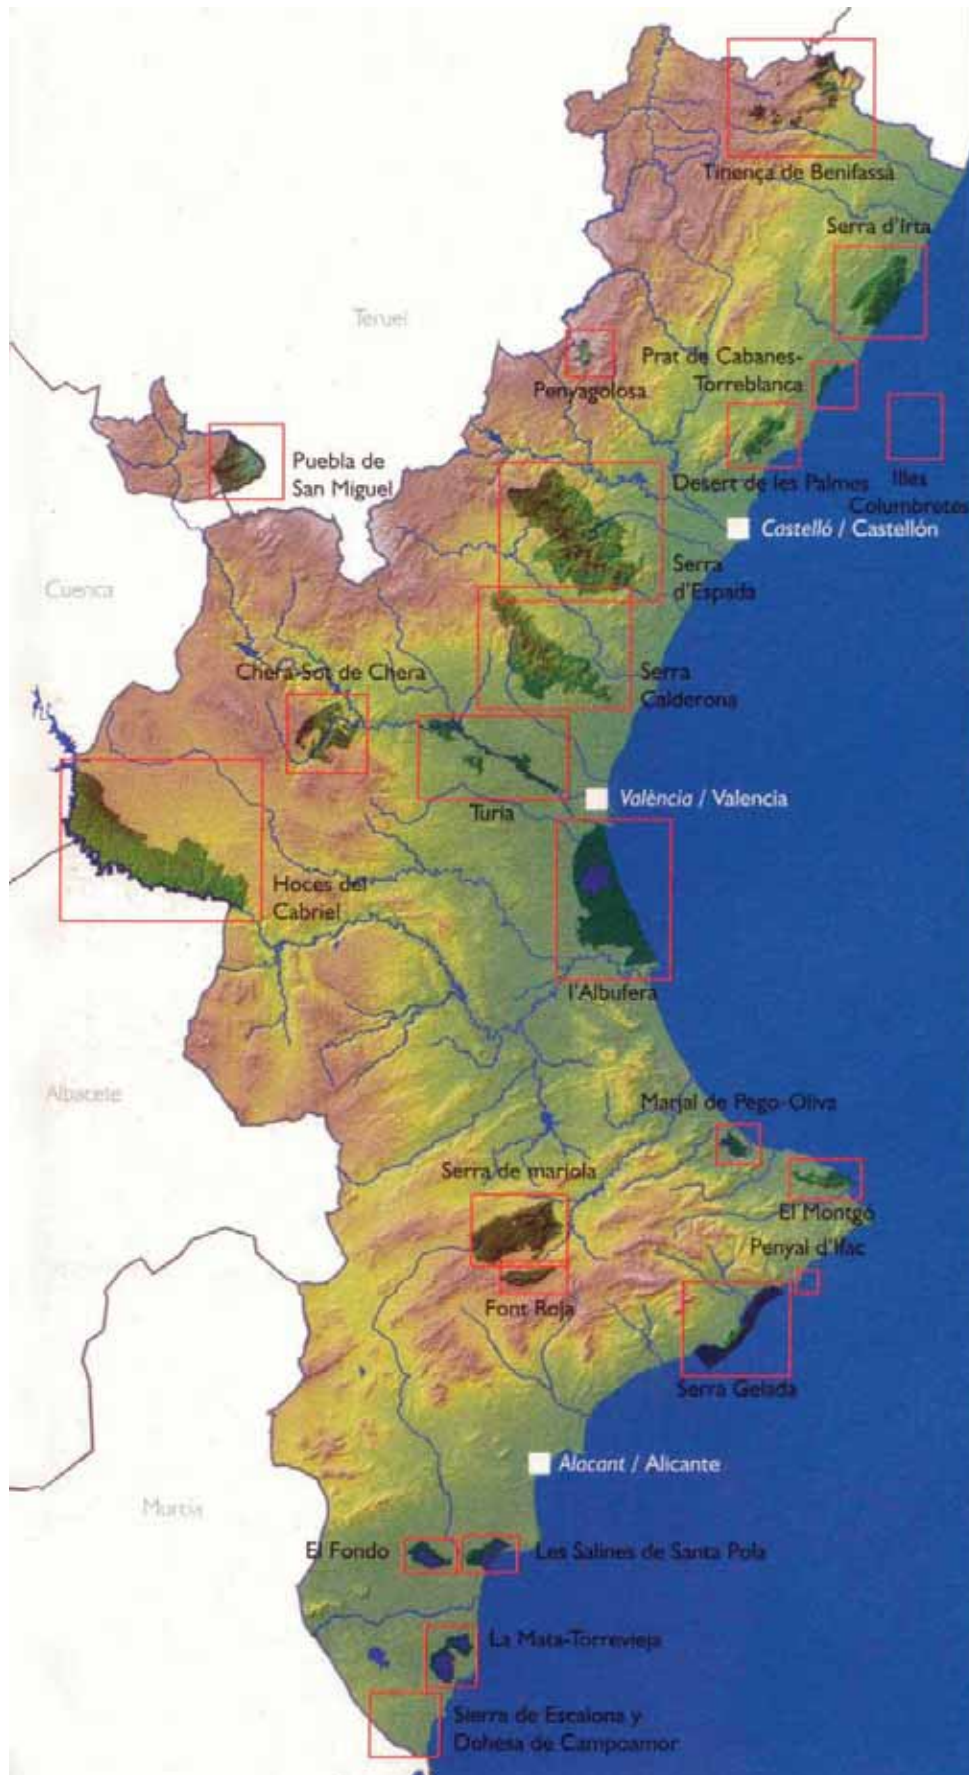 Tinença de Benifassà
Serra d'Irta
Teruel
Prat de Cabanes-
Torreblanca
Penyagolosa
Puebla de
San Miguel
Desert de les Palmes
Illes
Columbretes
Castelló / Castellón
Serra
d'Espada
Cuenca
Chera-Sot de Chera
Serra
Calderona
València / Valencia
Turia
Hoces del
Cabriel
l'Albufera
Albacete
Marjal de Pego-Oliva
Serra de mariola
El Montgó
Penyal d'Ifac
Font Roja
Serra Gelada
Alacant / Alicante
Murcia
El Fondo
Les Salines de Santa Pola
La Mata-Torrevieja
Sierra de Escalona y
Dohesa de Campoamor